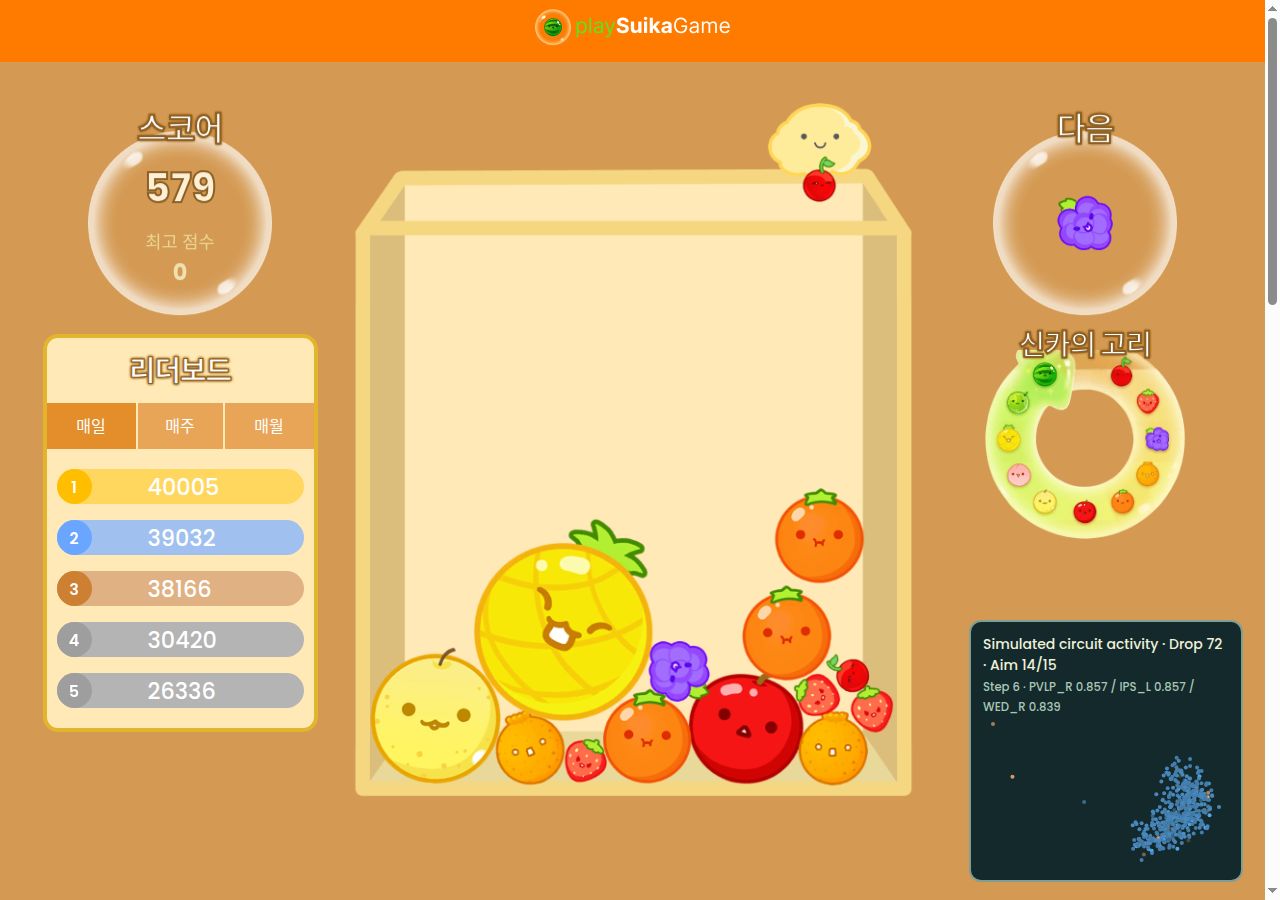 playSuikaGame
스코어
579
최고 점수
0
리더보드
매일 매주 매월
1 40005
2 39032
3 38166
4 30420
5 26336
다음
신카의 고리
Simulated circuit activity · Drop 72
· Aim 14/15
Step 6 · PVLP_R 0.857 / IPS_L 0.857 /
WED_R 0.839